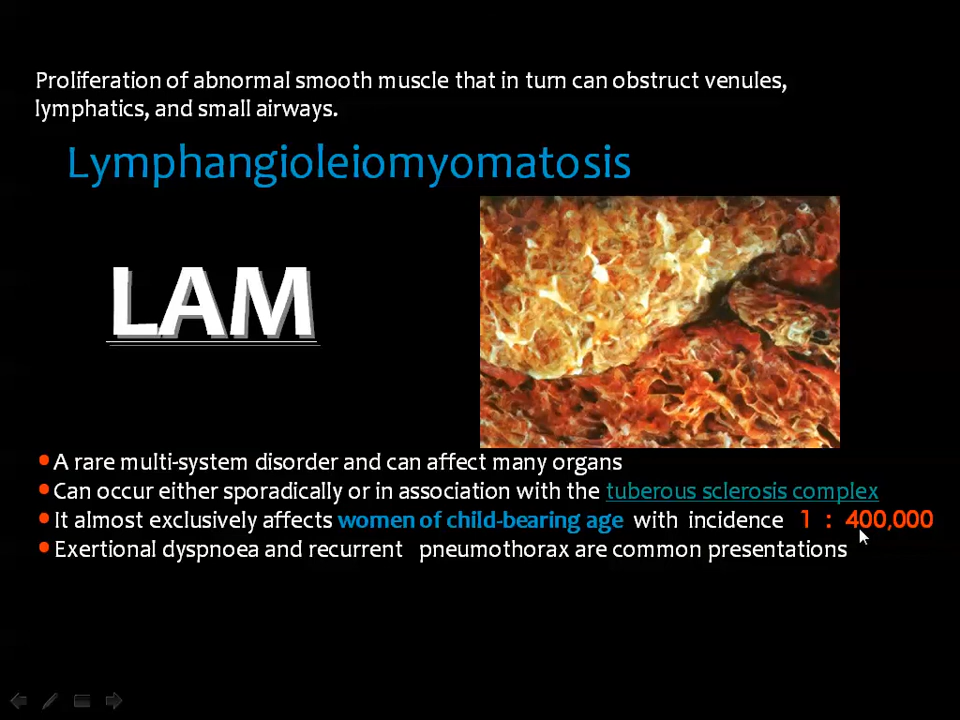 Proliferation of abnormal smooth muscle that in turn can obstruct venules,
lymphatics, and small airways.
Lymphangioleiomyomatosis
LAM
•A rare multi-system disorder and can affect many organs
•Can occur either sporadically or in association with the tuberous sclerosis complex
•It almost exclusively affects women of child-bearing age with incidence 1 : 400,000
•Exertional dyspnoea and recurrent pneumothorax are common presentations